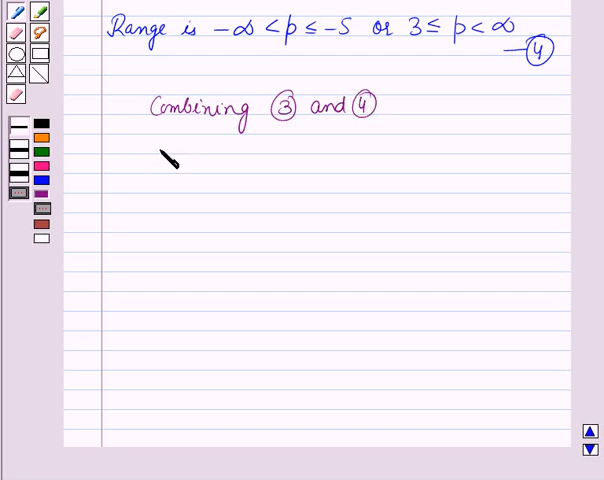 Range is -∞ < p ≤ -5 or 3 ≤ p < ∞
—④
Combining ③ and ④